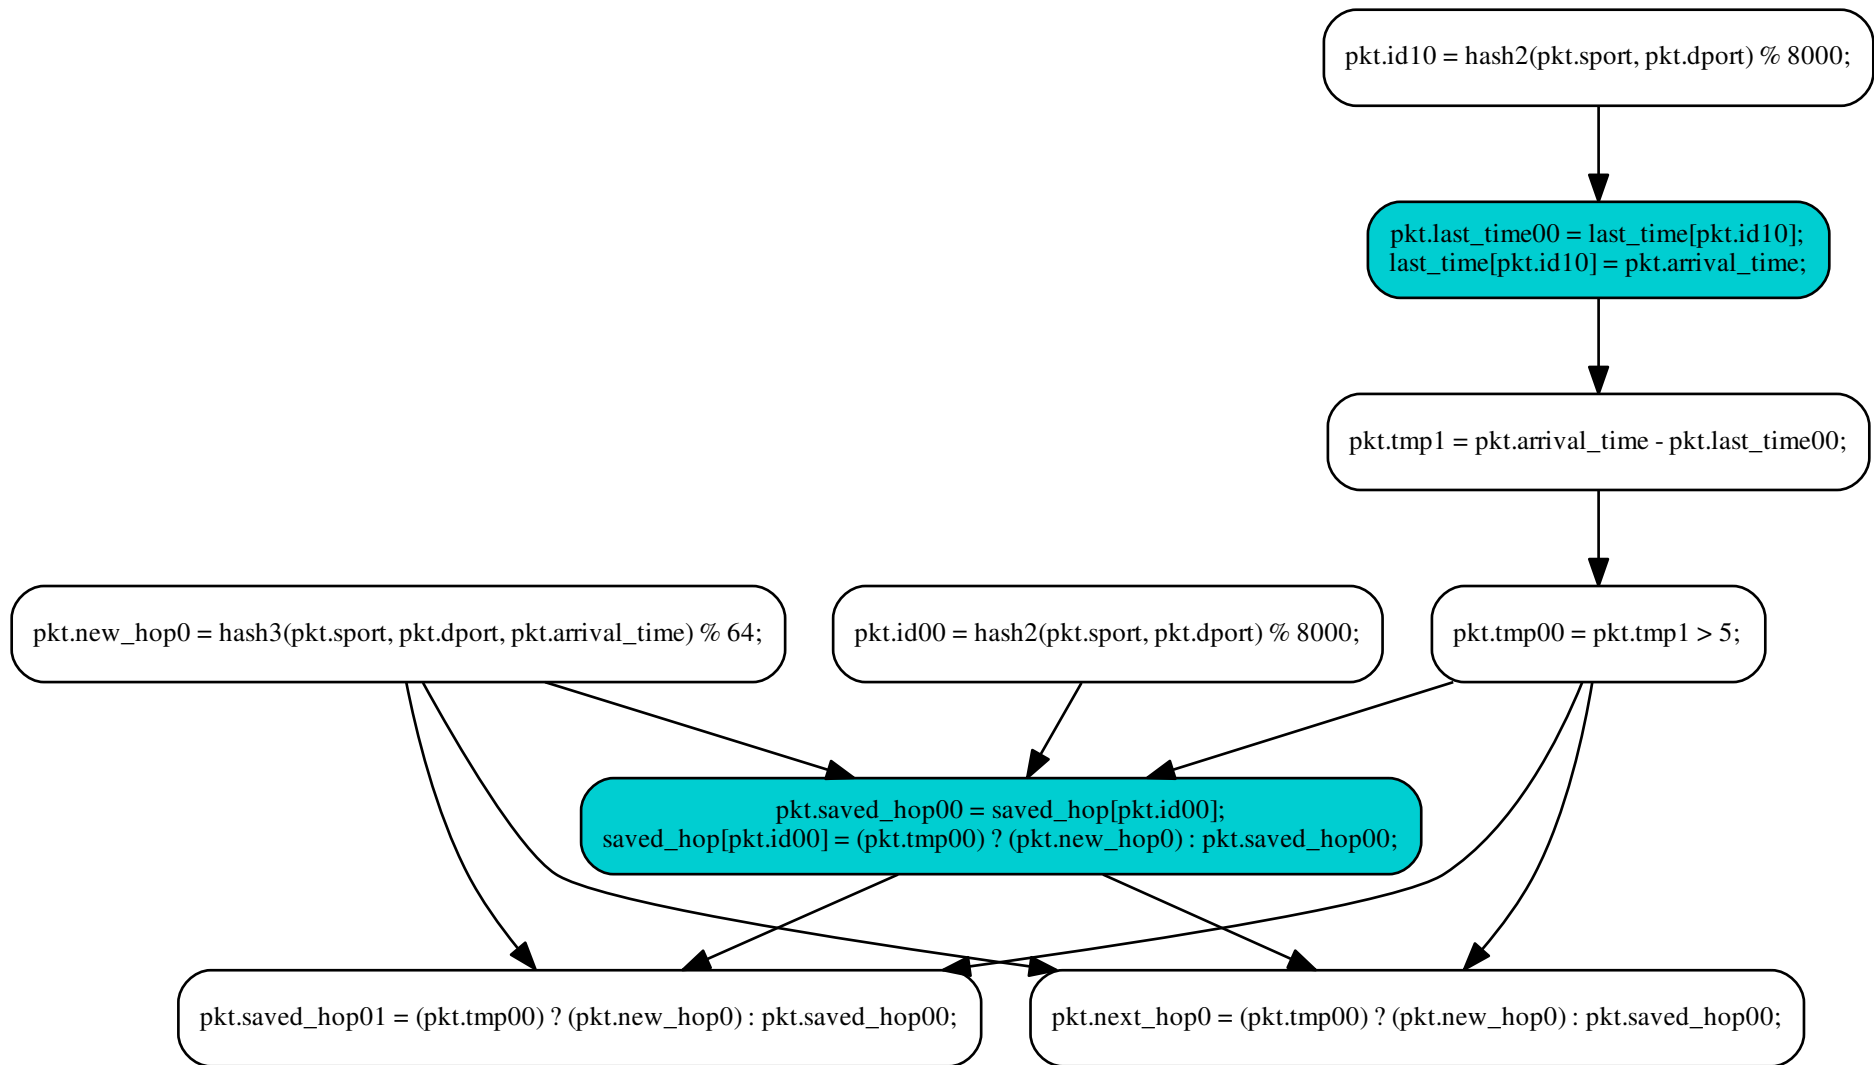 pkt.id10 = hash2(pkt.sport, pkt.dport) % 8000;
pkt.last_time00 = last_time[pkt.id10];
last_time[pkt.id10] = pkt.arrival_time;
pkt.tmp1 = pkt.arrival_time - pkt.last_time00;
pkt.new_hop0 = hash3(pkt.sport, pkt.dport, pkt.arrival_time) % 64;
pkt.id00 = hash2(pkt.sport, pkt.dport) % 8000;
pkt.tmp00 = pkt.tmp1 > 5;
pkt.saved_hop00 = saved_hop[pkt.id00];
saved_hop[pkt.id00] = (pkt.tmp00) ? (pkt.new_hop0) : pkt.saved_hop00;
pkt.saved_hop01 = (pkt.tmp00) ? (pkt.new_hop0) : pkt.saved_hop00;
pkt.next_hop0 = (pkt.tmp00) ? (pkt.new_hop0) : pkt.saved_hop00;